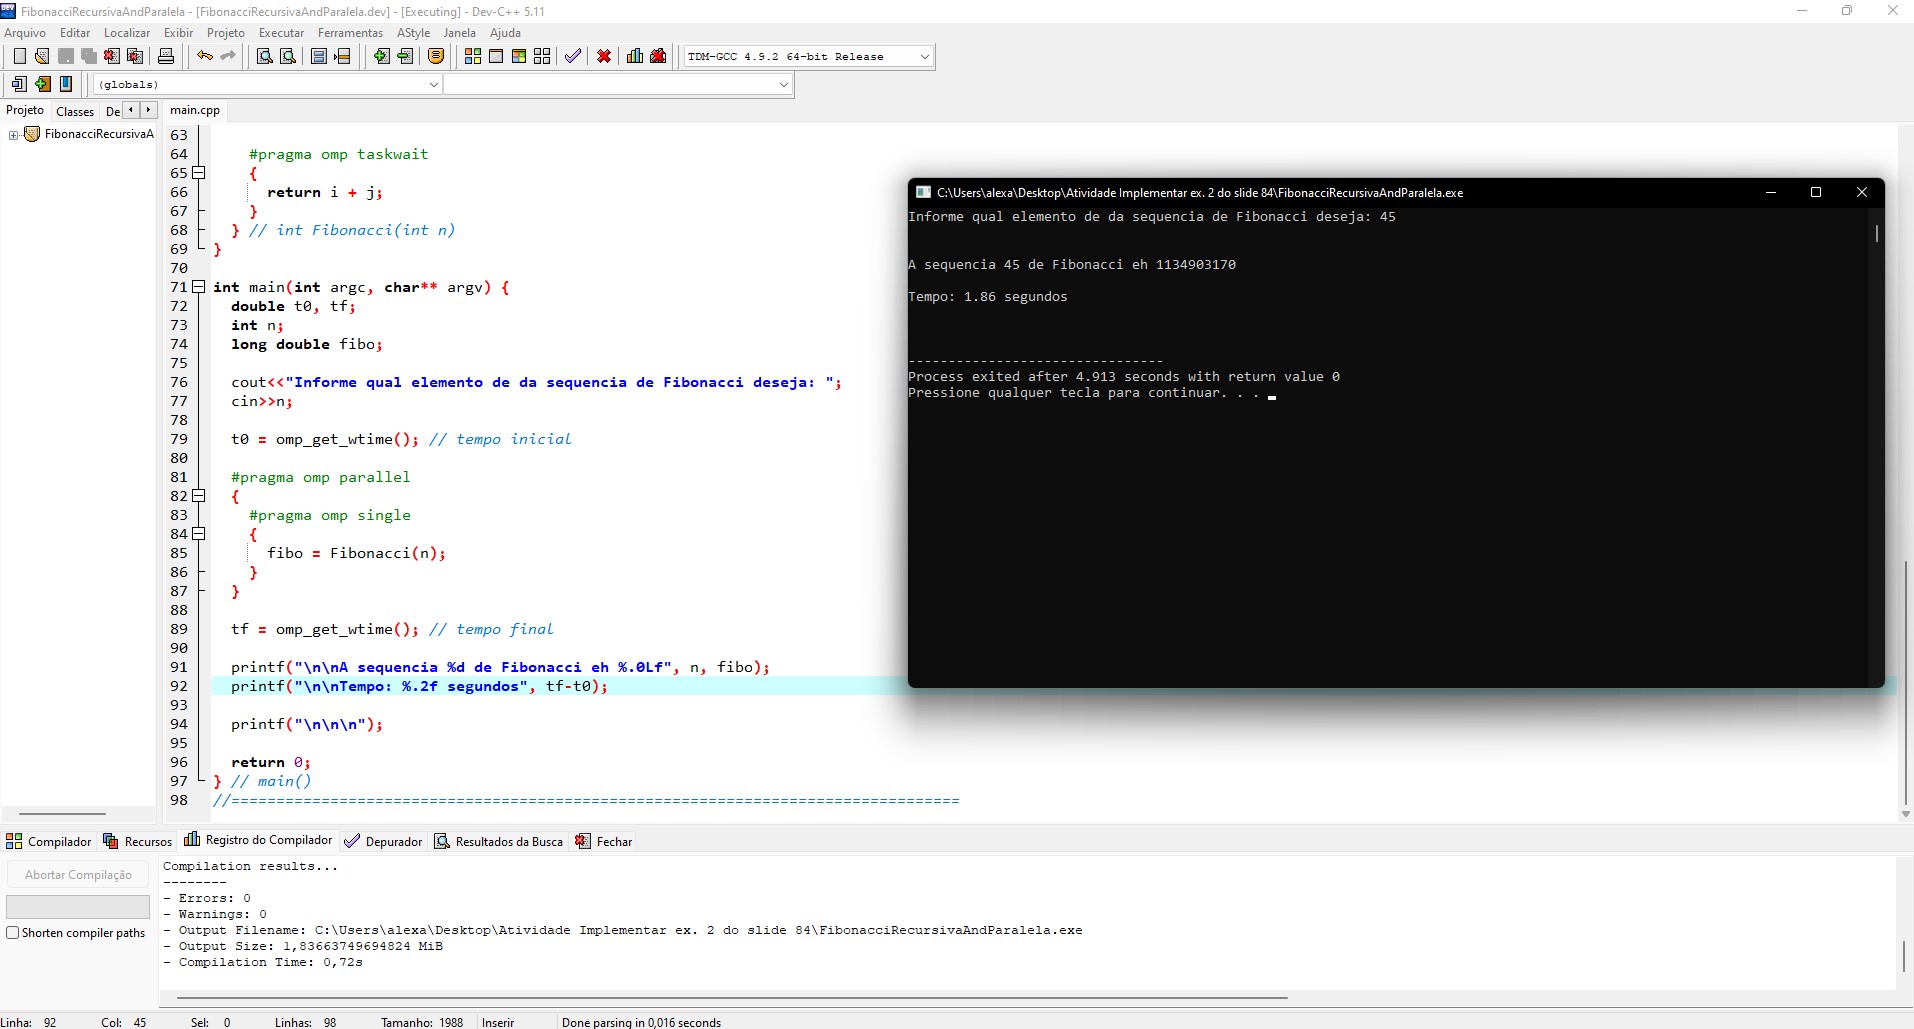 FibonacciRecursivaAndParalela - [FibonacciRecursivaAndParalela.dev] - [Executing] - Dev-C++ 5.11
Arquivo Editar Localizar Exibir Projeto Executar Ferramentas AStyle Janela Ajuda
TDM-GCC 4.9.2 64-bit Release
(globals)
Projeto Classes De
main.cpp
FibonacciRecursivaA
63
64 #pragma omp taskwait
65 {
66 return i + j;
67 }
68 } // int Fibonacci(int n)
69 }
70
71 int main(int argc, char** argv) {
72 double t0, tf;
73 int n;
74 long double fibo;
75
76 cout<<"Informe qual elemento de da sequencia de Fibonacci deseja: ";
77 cin>>n;
78
79 t0 = omp_get_wtime(); // tempo inicial
80
81 #pragma omp parallel
82 {
83 #pragma omp single
84 {
85 fibo = Fibonacci(n);
86 }
87 }
88
89 tf = omp_get_wtime(); // tempo final
90
91 printf("\n\nA sequencia %d de Fibonacci eh %.0Lf", n, fibo);
92 printf("\n\nTempo: %.2f segundos", tf-t0);
93
94 printf("\n\n\n");
95
96 return 0;
97 } // main()
98 //=================================================================================
C:\Users\alexa\Desktop\Atividade Implementar ex. 2 do slide 84\FibonacciRecursivaAndParalela.exe
Informe qual elemento de da sequencia de Fibonacci deseja: 45
A sequencia 45 de Fibonacci eh 1134903170
Tempo: 1.86 segundos
--------------------------------
Process exited after 4.913 seconds with return value 0
Pressione qualquer tecla para continuar. . .
Compilador Recursos Registro do Compilador Depurador Resultados da Busca Fechar
Abortar Compilação
Shorten compiler paths
Compilation results...
--------
- Errors: 0
- Warnings: 0
- Output Filename: C:\Users\alexa\Desktop\Atividade Implementar ex. 2 do slide 84\FibonacciRecursivaAndParalela.exe
- Output Size: 1,83663749694824 MiB
- Compilation Time: 0,72s
Linha: 92 Col: 45 Sel: 0 Linhas: 98 Tamanho: 1988 Inserir Done parsing in 0,016 seconds